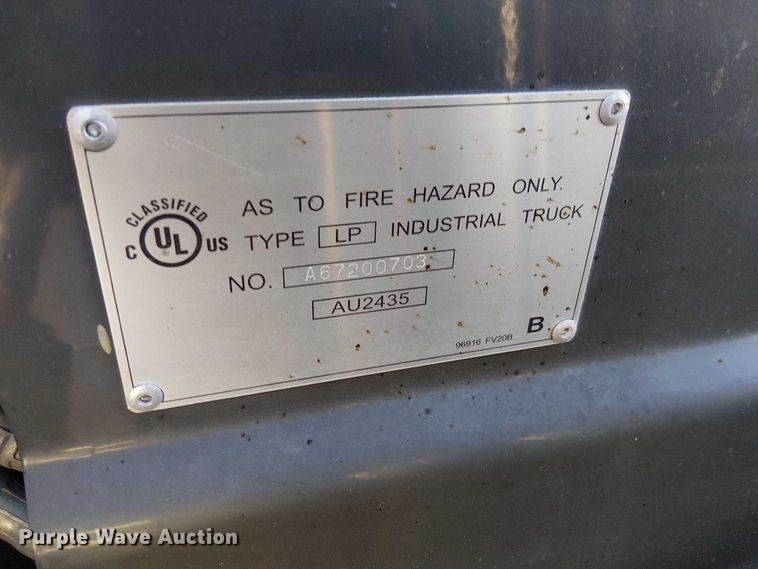 CLASSIFIED
C UL US
®
AS TO FIRE HAZARD ONLY.
TYPE LP INDUSTRIAL TRUCK
NO. A67200703
AU2435
96916 FV20B B
Purple Wave Auction